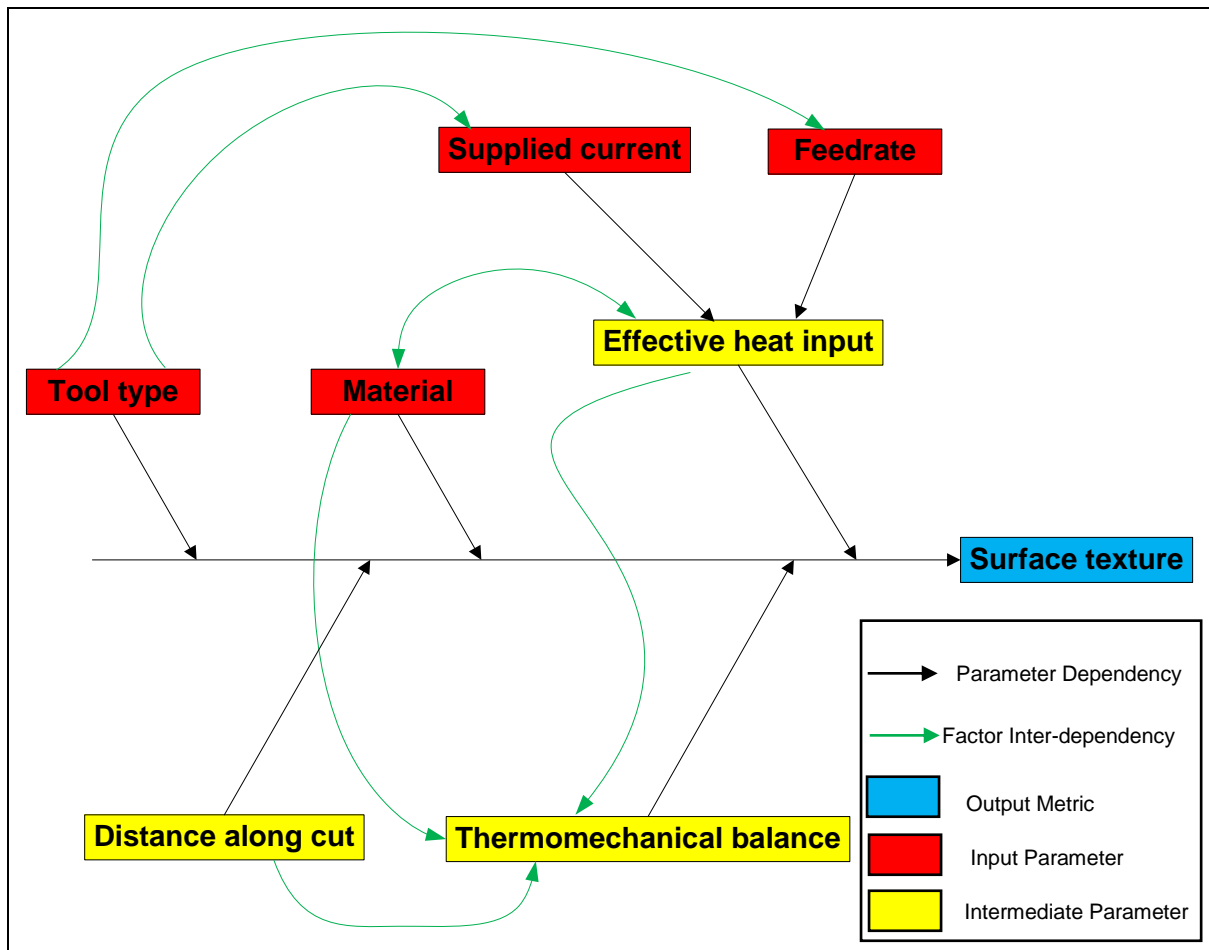 Supplied current
Feedrate
Effective heat input
Tool type
Material
Surface texture
Distance along cut
Thermomechanical balance
Parameter Dependency
Factor Inter-dependency
Output Metric
Input Parameter
Intermediate Parameter